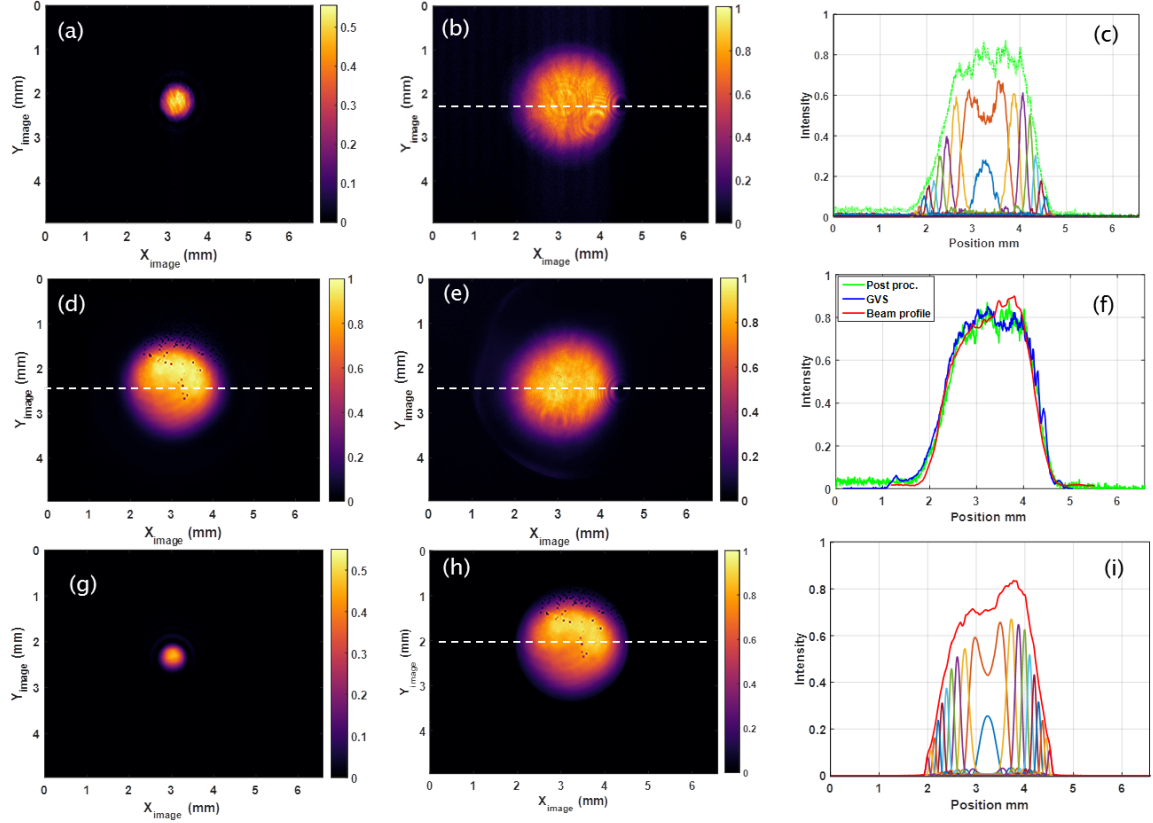 (a)
0
1
2
3
4
Y_image (mm)
0 1 2 3 4 5 6
X_image (mm)
0.5
0.4
0.3
0.2
0.1
0
(b)
0
1
2
3
4
Y_image (mm)
0 1 2 3 4 5 6
X_image (mm)
1
0.8
0.6
0.4
0.2
0
(c)
1
0.8
0.6
0.4
0.2
0
Intensity
0 1 2 3 4 5 6
Position mm
(d)
0
1
2
3
4
Y_image (mm)
0 1 2 3 4 5 6
X_image (mm)
1
0.8
0.6
0.4
0.2
0
(e)
0
1
2
3
4
Y_image (mm)
0 1 2 3 4 5 6
X_image (mm)
1
0.8
0.6
0.4
0.2
0
(f)
Post proc.
GVS
Beam profile
1
0.8
0.6
0.4
0.2
0
Intensity
0 1 2 3 4 5 6
Position mm
(g)
0
1
2
3
4
Y_image (mm)
0 1 2 3 4 5 6
X_image (mm)
0.5
0.4
0.3
0.2
0.1
0
(h)
0
1
2
3
4
Y_image (mm)
0 1 2 3 4 5 6
X_image (mm)
1
0.8
0.6
0.4
0.2
0
(i)
1
0.8
0.6
0.4
0.2
0
Intensity
0 1 2 3 4 5 6
Position mm